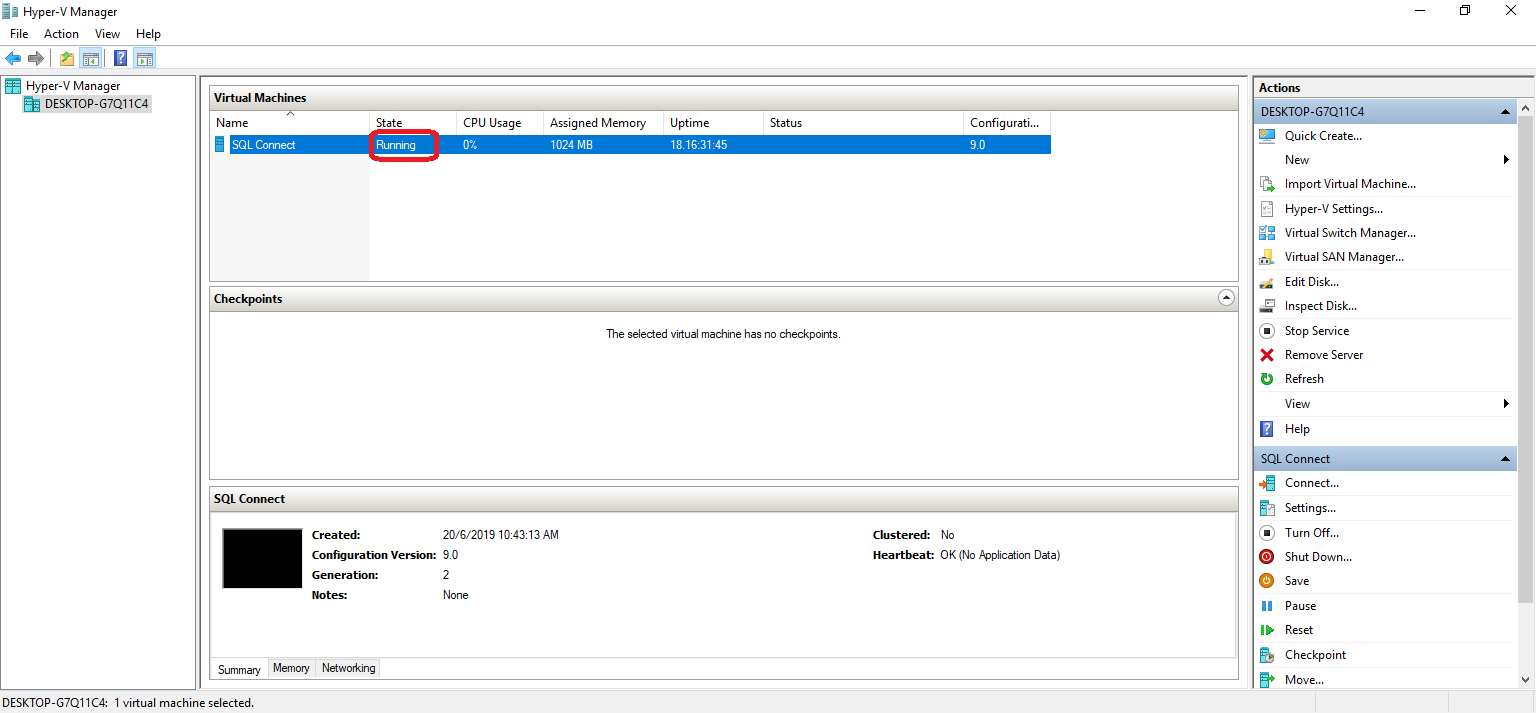 Hyper-V Manager
File Action View Help
Hyper-V Manager
DESKTOP-G7Q11C4
Virtual Machines
Name State CPU Usage Assigned Memory Uptime Status Configurati...
SQL Connect Running 0% 1024 MB 18.16:31:45 9.0
Checkpoints
The selected virtual machine has no checkpoints.
SQL Connect
Created: 20/6/2019 10:43:13 AM Clustered: No
Configuration Version: 9.0 Heartbeat: OK (No Application Data)
Generation: 2
Notes: None
Summary Memory Networking
Actions
DESKTOP-G7Q11C4
Quick Create...
New
Import Virtual Machine...
Hyper-V Settings...
Virtual Switch Manager...
Virtual SAN Manager...
Edit Disk...
Inspect Disk...
Stop Service
Remove Server
Refresh
View
Help
SQL Connect
Connect...
Settings...
Turn Off...
Shut Down...
Save
Pause
Reset
Checkpoint
Move...
DESKTOP-G7Q11C4: 1 virtual machine selected.